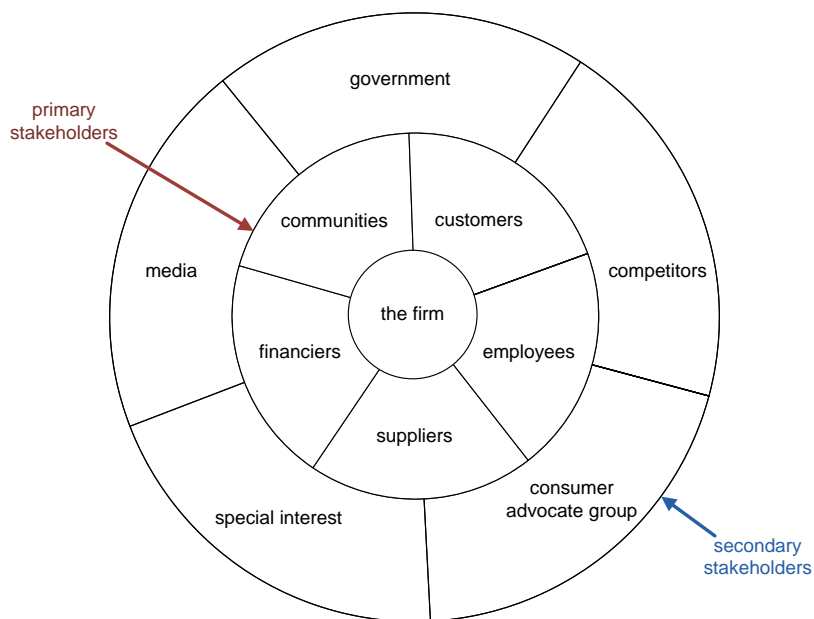 government
primary
stakeholders
communities
customers
media
competitors
the firm
financiers
employees
suppliers
consumer
advocate group
special interest
secondary
stakeholders